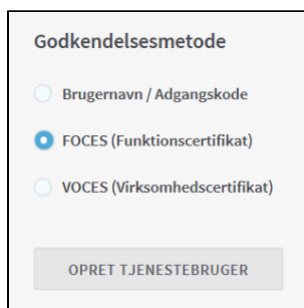 Godkendelsesmetode
Brugernavn / Adgangskode
FOCES (Funktionscertifikat)
VOCES (Virksomhedscertifikat)
OPRET TJENESTEBRUGER